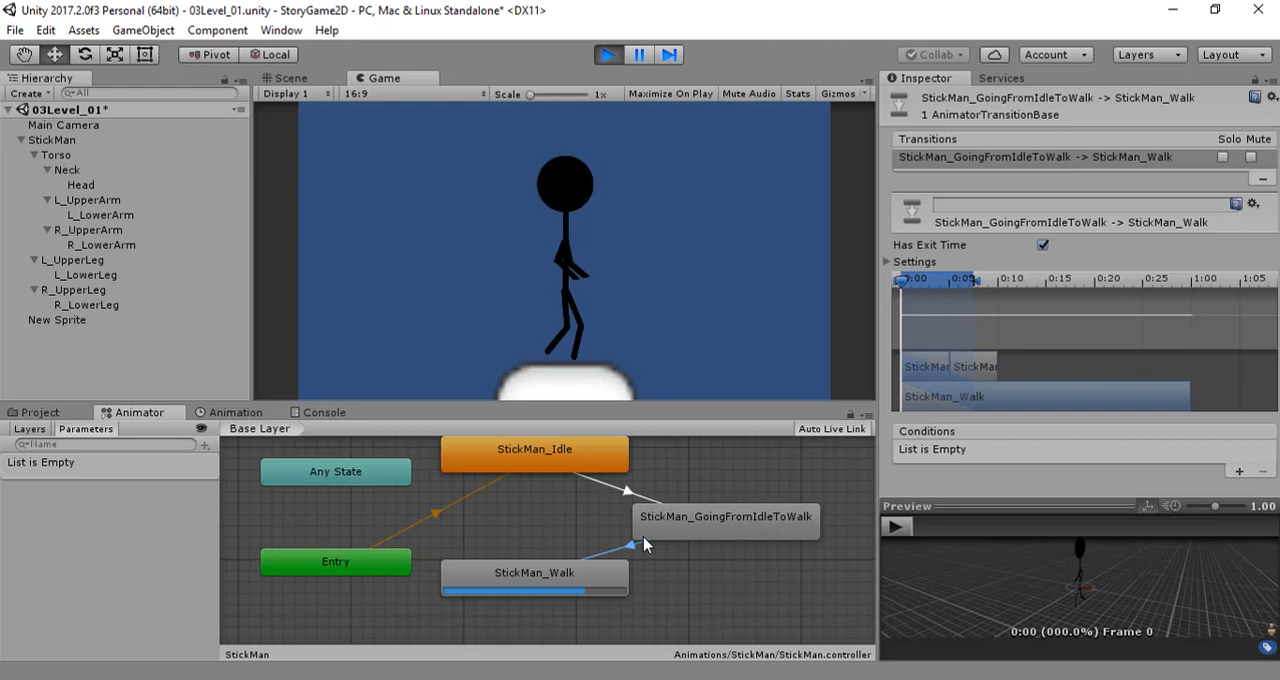 Unity 2017.2.0f3 Personal (64bit) - 03Level_01.unity - StoryGame2D - PC, Mac & Linux Standalone* <DX11>
File Edit Assets GameObject Component Window Help
Pivot Local Collab Account Layers Layout
Hierarchy Scene Game Inspector Services
Create All Display 1 16:9 Scale 1x Maximize On Play Mute Audio Stats Gizmos
03Level_01*
Main Camera
StickMan
Torso
Neck
Head
L_UpperArm
L_LowerArm
R_UpperArm
R_LowerArm
L_UpperLeg
L_LowerLeg
R_UpperLeg
R_LowerLeg
New Sprite
StickMan_GoingFromIdleToWalk -> StickMan_Walk
1 AnimatorTransitionBase
Transitions Solo Mute
StickMan_GoingFromIdleToWalk -> StickMan_Walk
StickMan_GoingFromIdleToWalk -> StickMan_Walk
Has Exit Time
Settings
0:00 0:05 0:10 0:15 0:20 0:25 1:00 1:05
StickMar StickMar
StickMan_Walk
Conditions
List is Empty
Project Animator Animation Console
Layers Parameters Base Layer Auto Live Link
Name
List is Empty
StickMan_Idle
Any State
StickMan_GoingFromIdleToWalk
Entry
StickMan_Walk
StickMan Animations/StickMan/StickMan.controller
Preview 1.00
0:00 (000.0%) Frame 0